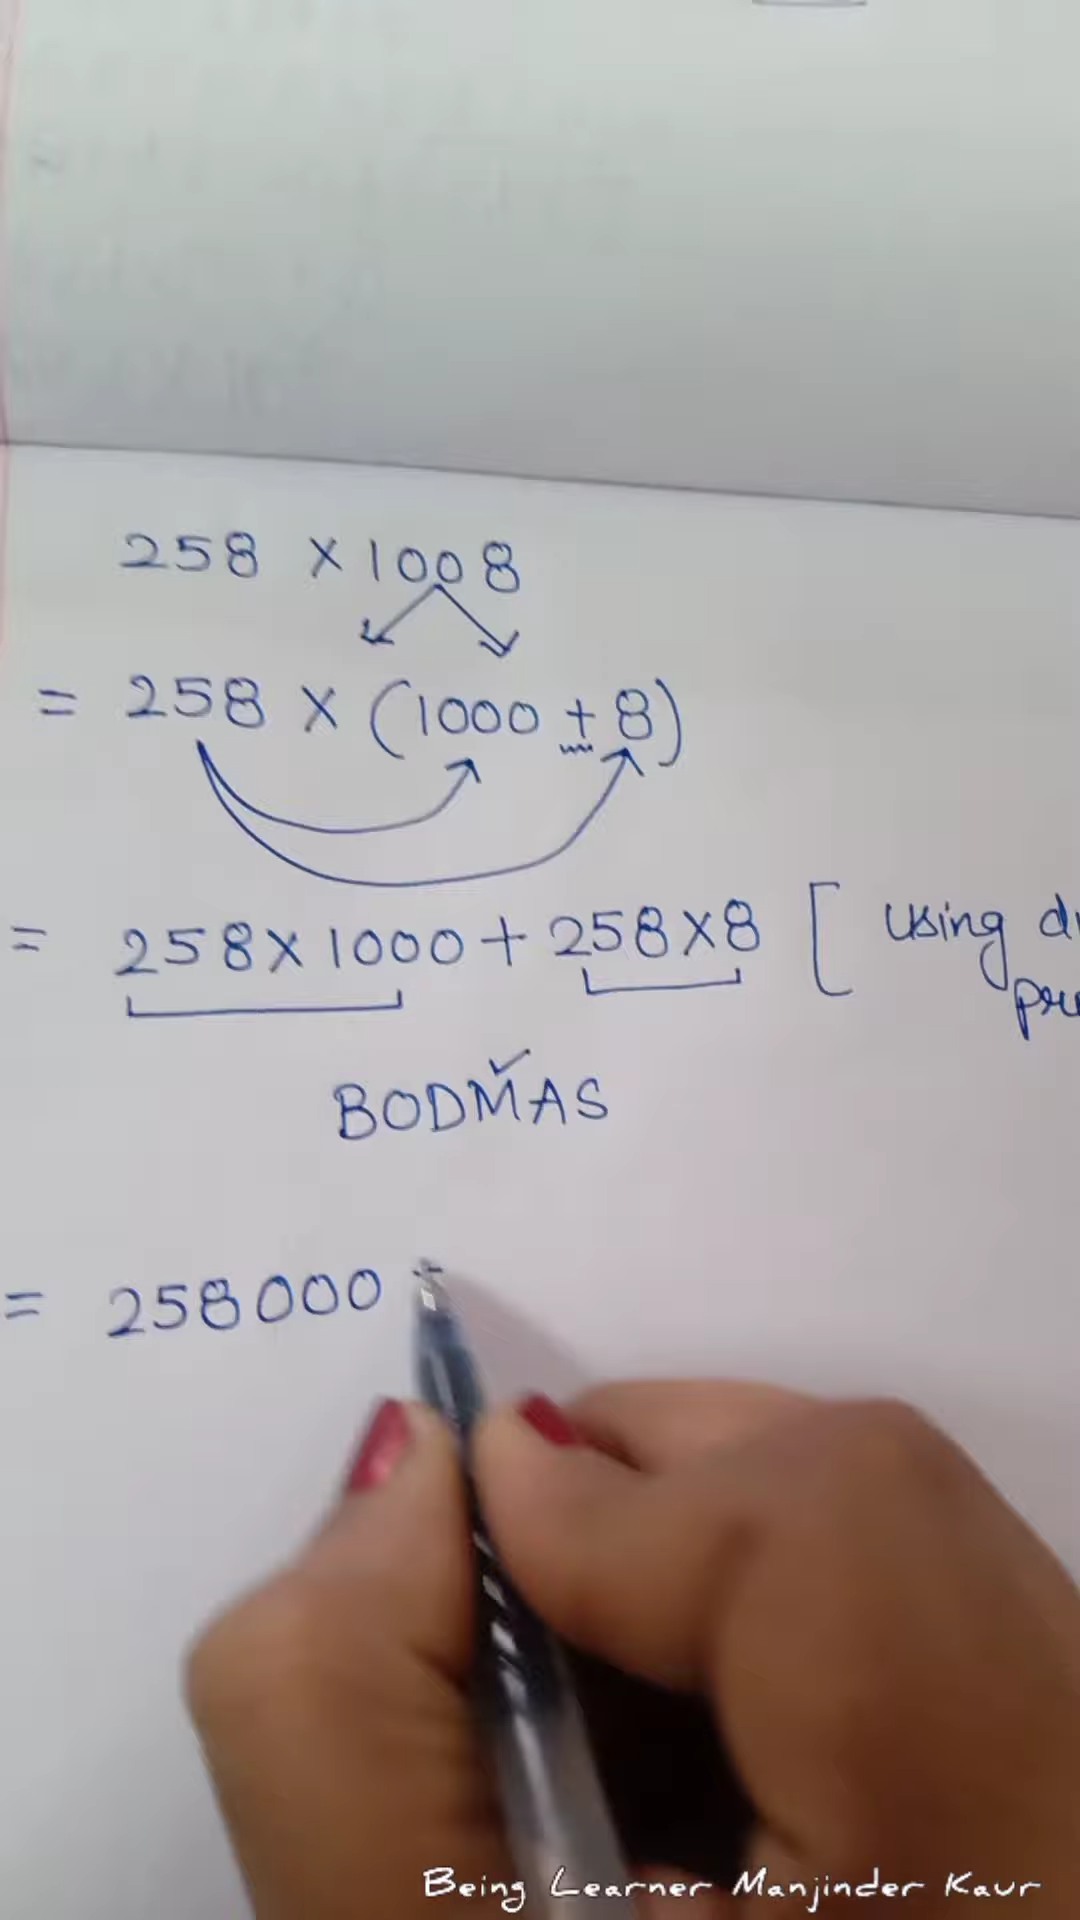 258 × 1008
= 258 × (1000 + 8)
= 258 × 1000 + 258 × 8 [ using
BODMAS
= 258000 +
Being Learner Manjinder Kaur